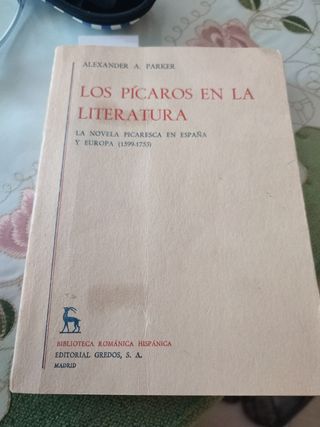 ALEXANDER A. PARKER
LOS PÍCAROS EN LA
LITERATURA
LA NOVELA PICARESCA EN ESPAÑA
Y EUROPA (1599-1753)
BIBLIOTECA ROMÁNICA HISPÁNICA
EDITORIAL GREDOS, S. A.
MADRID